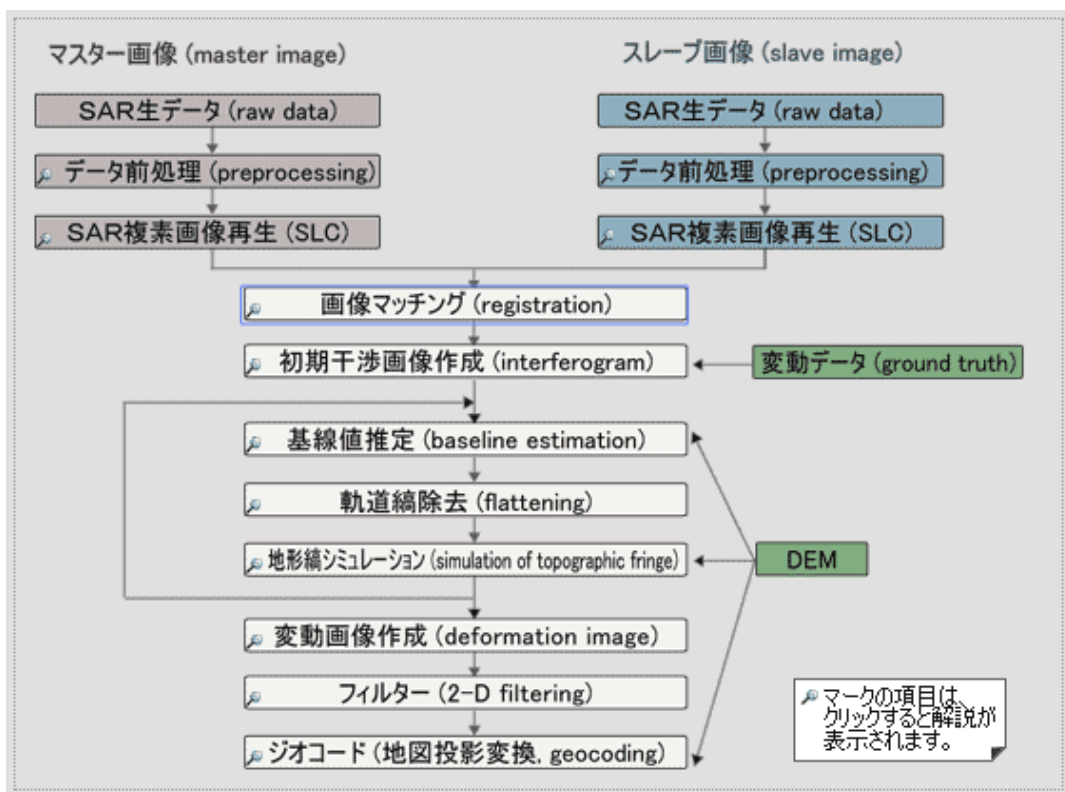 マスター画像 (master image)
スレーブ画像 (slave image)
SAR生データ (raw data)
SAR生データ (raw data)
データ前処理 (preprocessing)
データ前処理 (preprocessing)
SAR複素画像再生 (SLC)
SAR複素画像再生 (SLC)
画像マッチング (registration)
初期干渉画像作成 (interferogram)
変動データ (ground truth)
基線値推定 (baseline estimation)
軌道縞除去 (flattening)
地形縞シミュレーション (simulation of topographic fringe)
DEM
変動画像作成 (deformation image)
フィルター (2-D filtering)
マークの項目は、
クリックすると解説が
表示されます。
ジオコード (地図投影変換, geocoding)